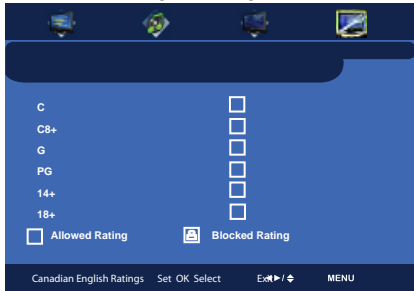 C
C8+
G
PG
14+
18+
Allowed Rating Blocked Rating
Canadian English Ratings Set OK Select MENU